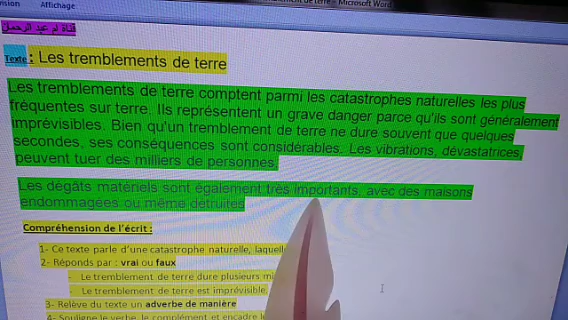 Affichage
Microsoft Word
قناة أم عبد الرحمان
Texte : Les tremblements de terre
Les tremblements de terre comptent parmi les catastrophes naturelles les plus
fréquentes sur terre. Ils représentent un grave danger parce qu'ils sont généralement
imprévisibles. Bien qu'un tremblement de terre ne dure souvent que quelques
secondes, ses conséquences sont considérables. Les vibrations, dévastatrices,
peuvent tuer des milliers de personnes.
Les dégâts matériels sont également très importants, avec des maisons
endommagées ou même détruites
Compréhension de l'écrit :
1- Ce texte parle d'une catastrophe naturelle, laquelle
2- Réponds par : vrai ou faux
- Le tremblement de terre dure plusieurs
- Le tremblement de terre est imprévisible
3- Relève du texte un adverbe de manière
4- Souligne le verbe, le complément et encadre